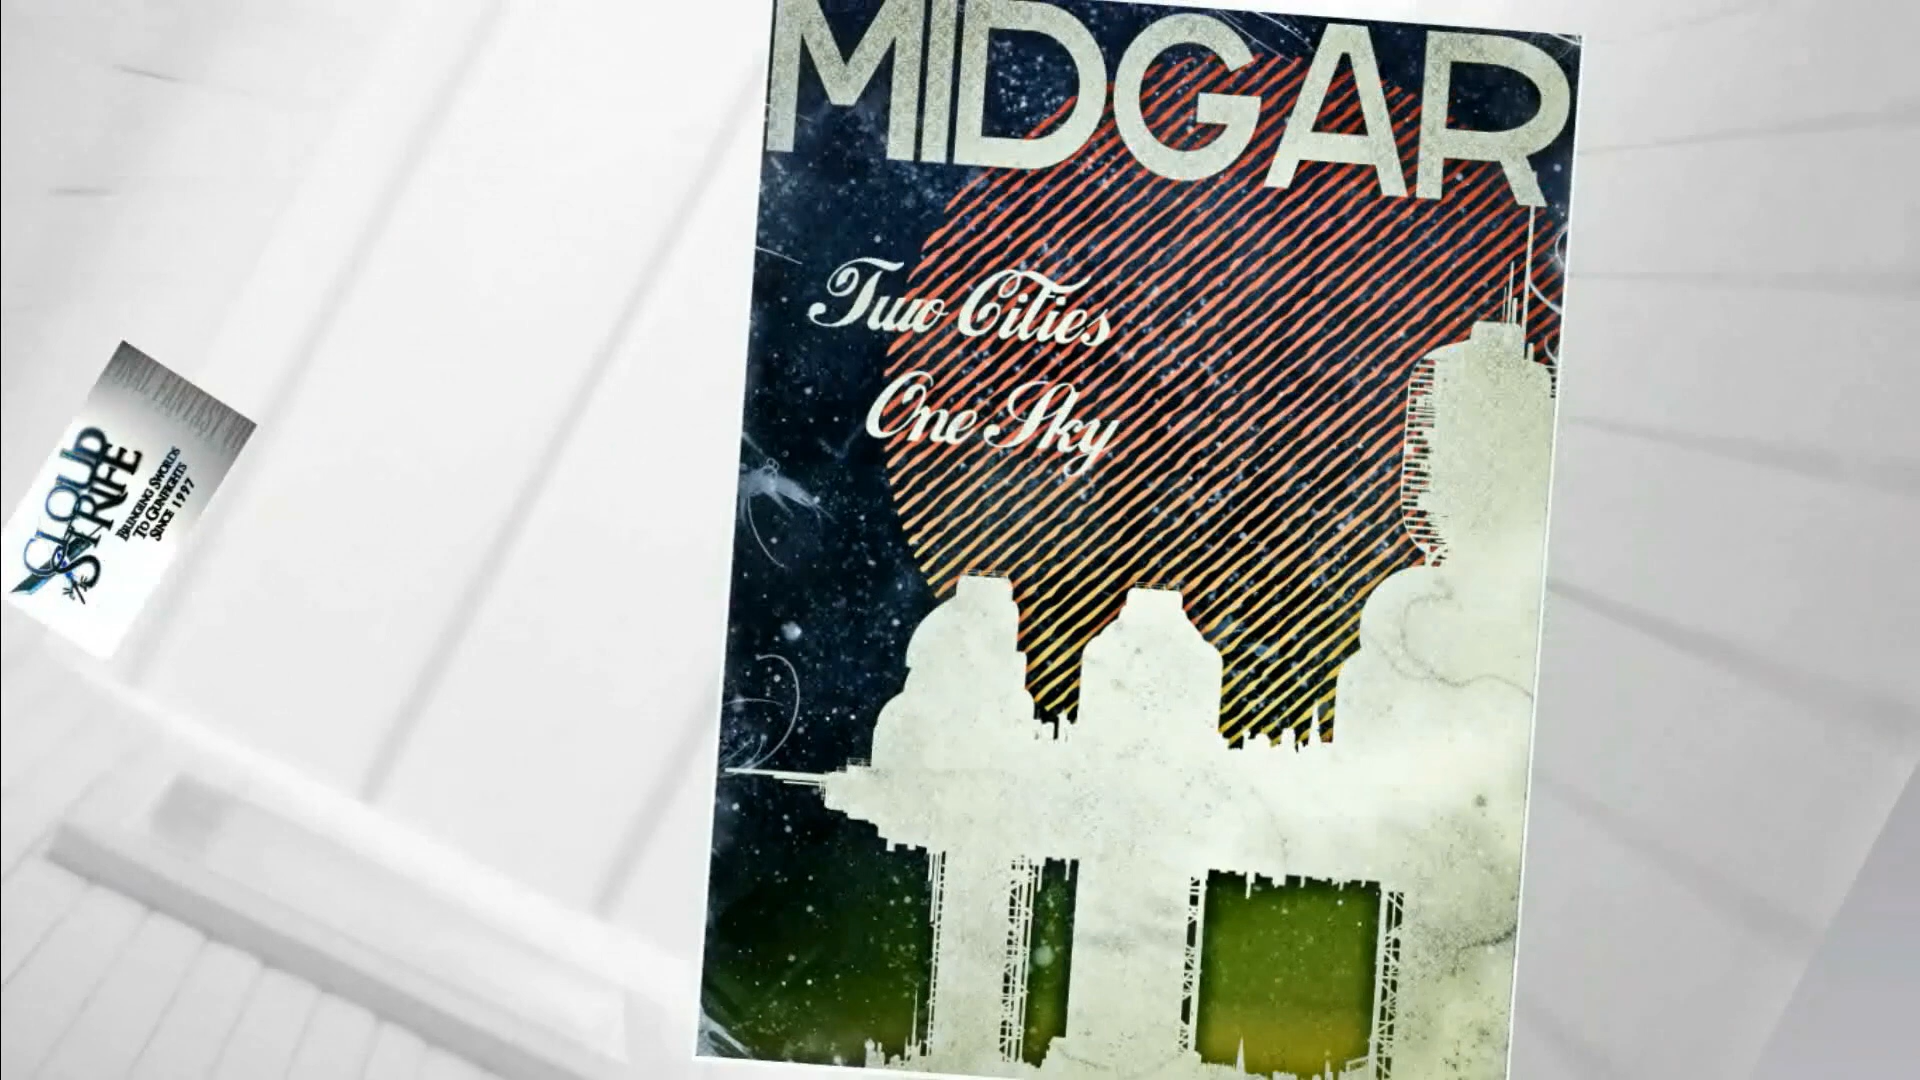 MIDGAR
Two Cities
One Sky
FINAL FANTASY VII
CLOUD
STRIFE
BRINGING SWORDS
TO GUNFIGHTS
SINCE 1997